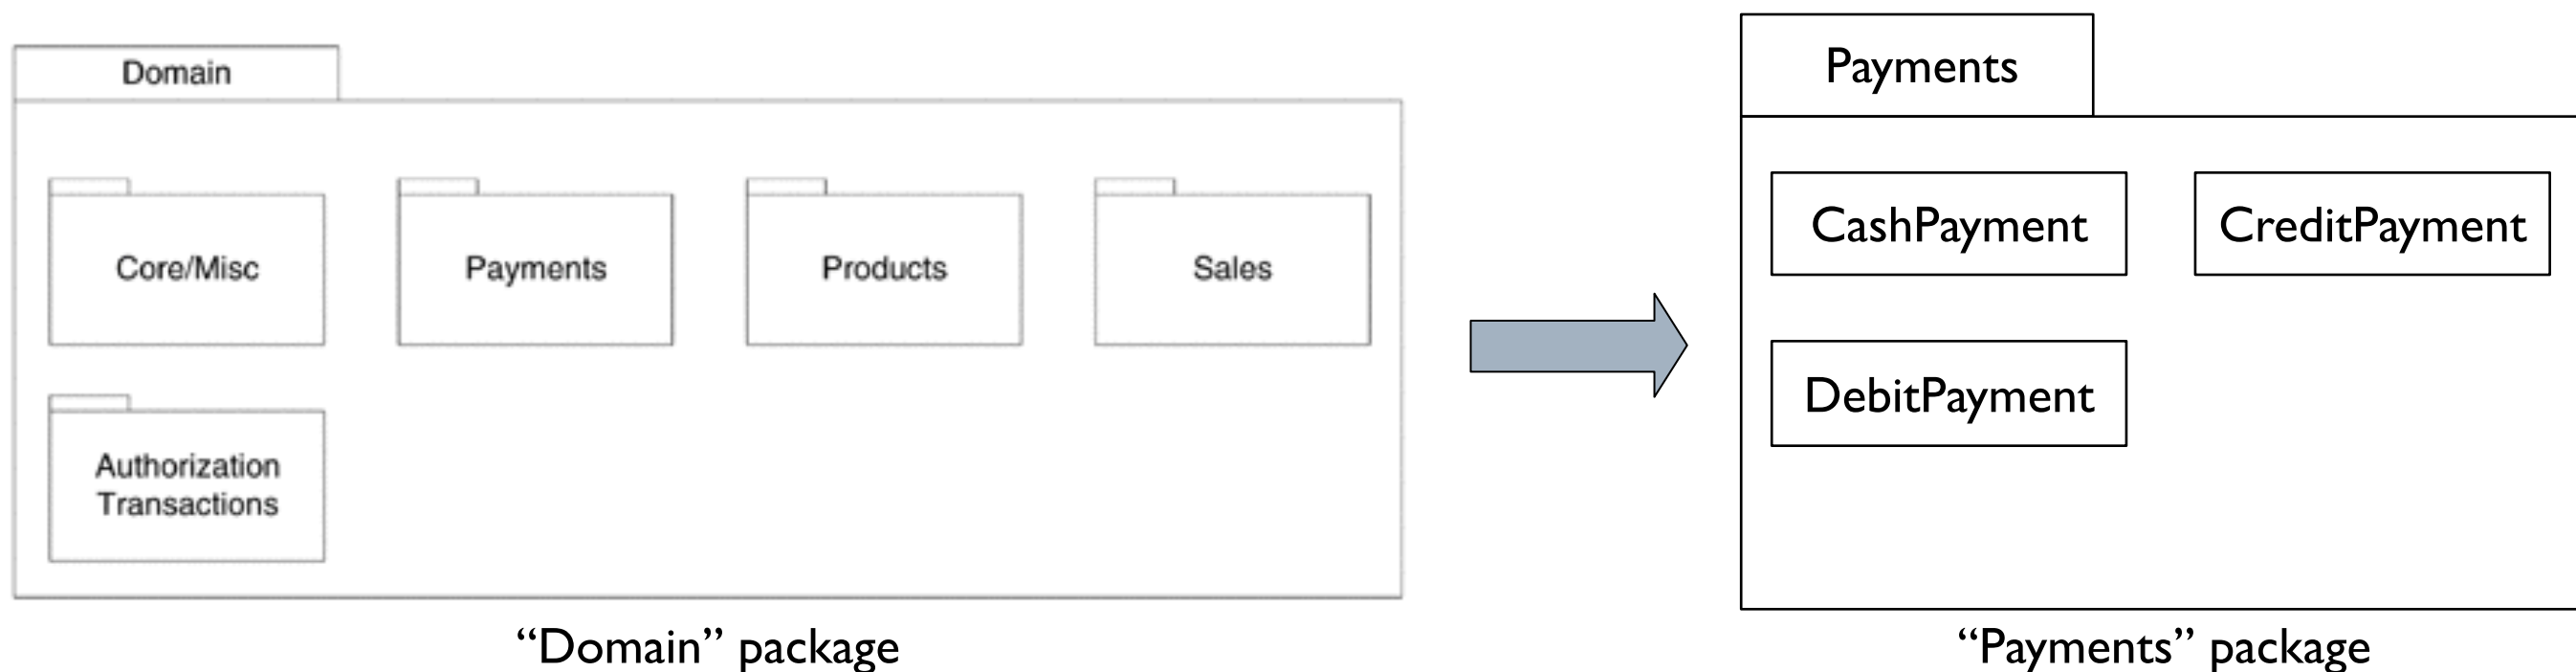 Domain
Core/Misc
Payments
Products
Sales
Authorization
Transactions
“Domain” package
Payments
CashPayment
CreditPayment
DebitPayment
“Payments” package